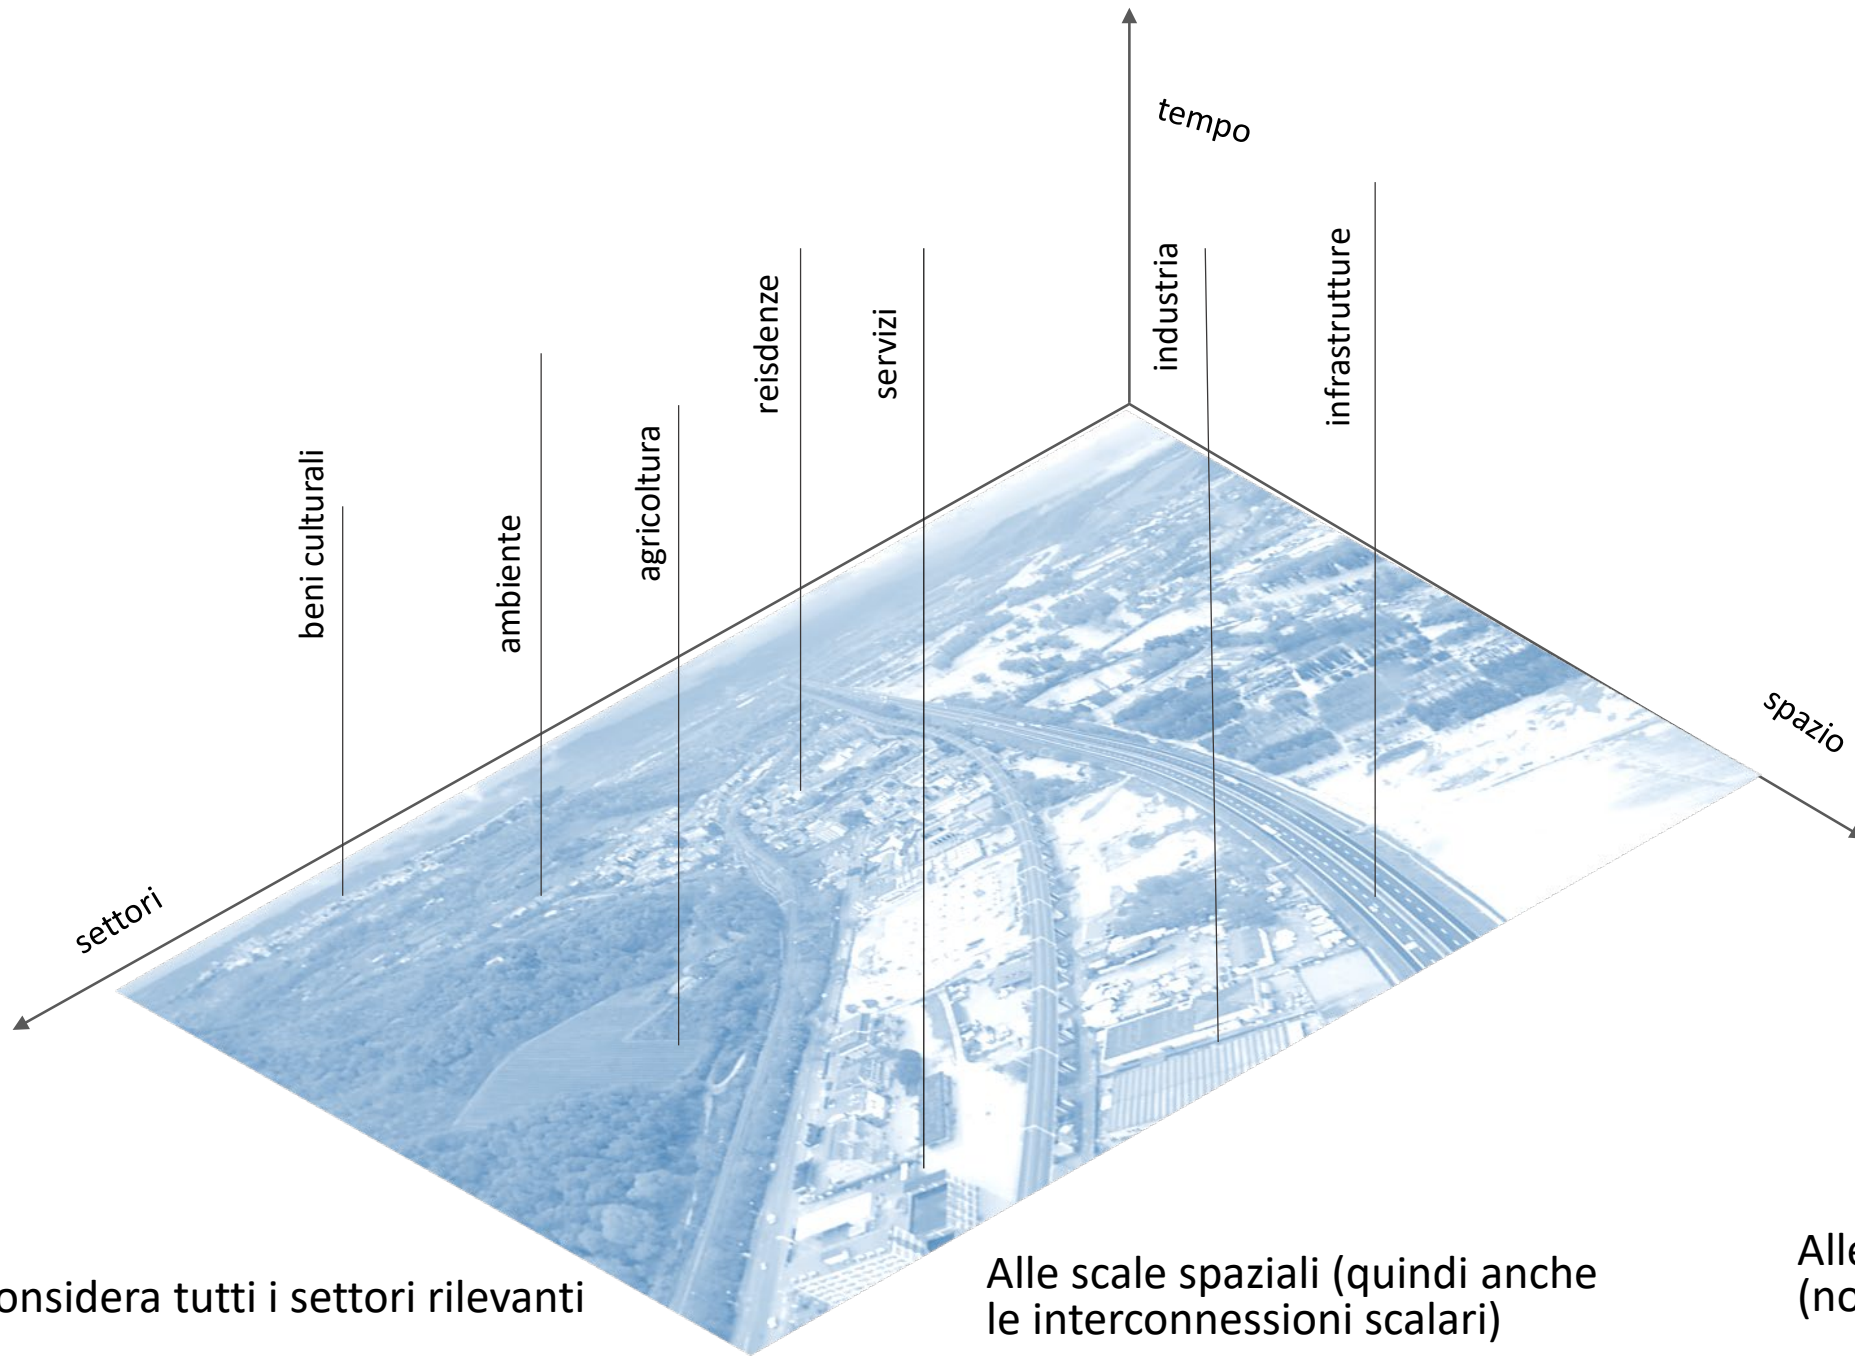 tempo
industria
infrastrutture
reisdenze
servizi
agricoltura
beni culturali
ambiente
spazio
settori
onsidera tutti i settori rilevanti
Alle scale spaziali (quindi anche
le interconnessioni scalari)
Alle
(no